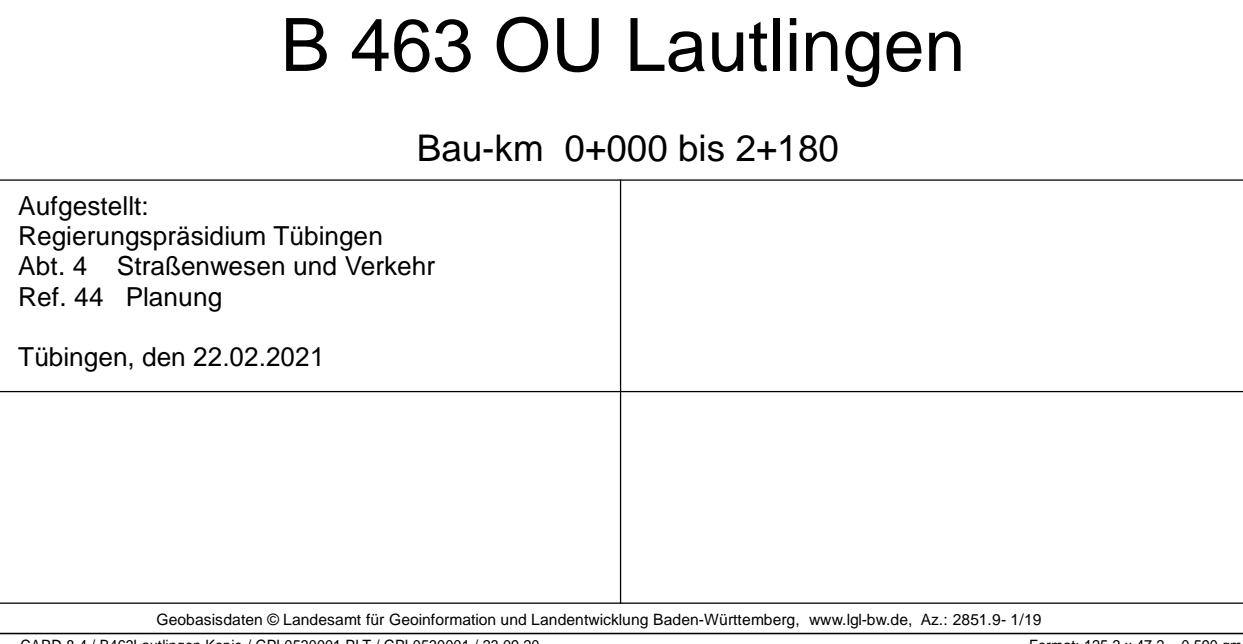 B 463 OU Lautlingen
Bau-km 0+000 bis 2+180
Aufgestellt:
Regierungspräsidium Tübingen
Abt. 4 Straßenwesen und Verkehr
Ref. 44 Planung
Tübingen, den 22.02.2021
Geobasisdaten © Landesamt für Geoinformation und Landentwicklung Baden-Württemberg, www.lgl-bw.de, Az.: 2851.9- 1/19